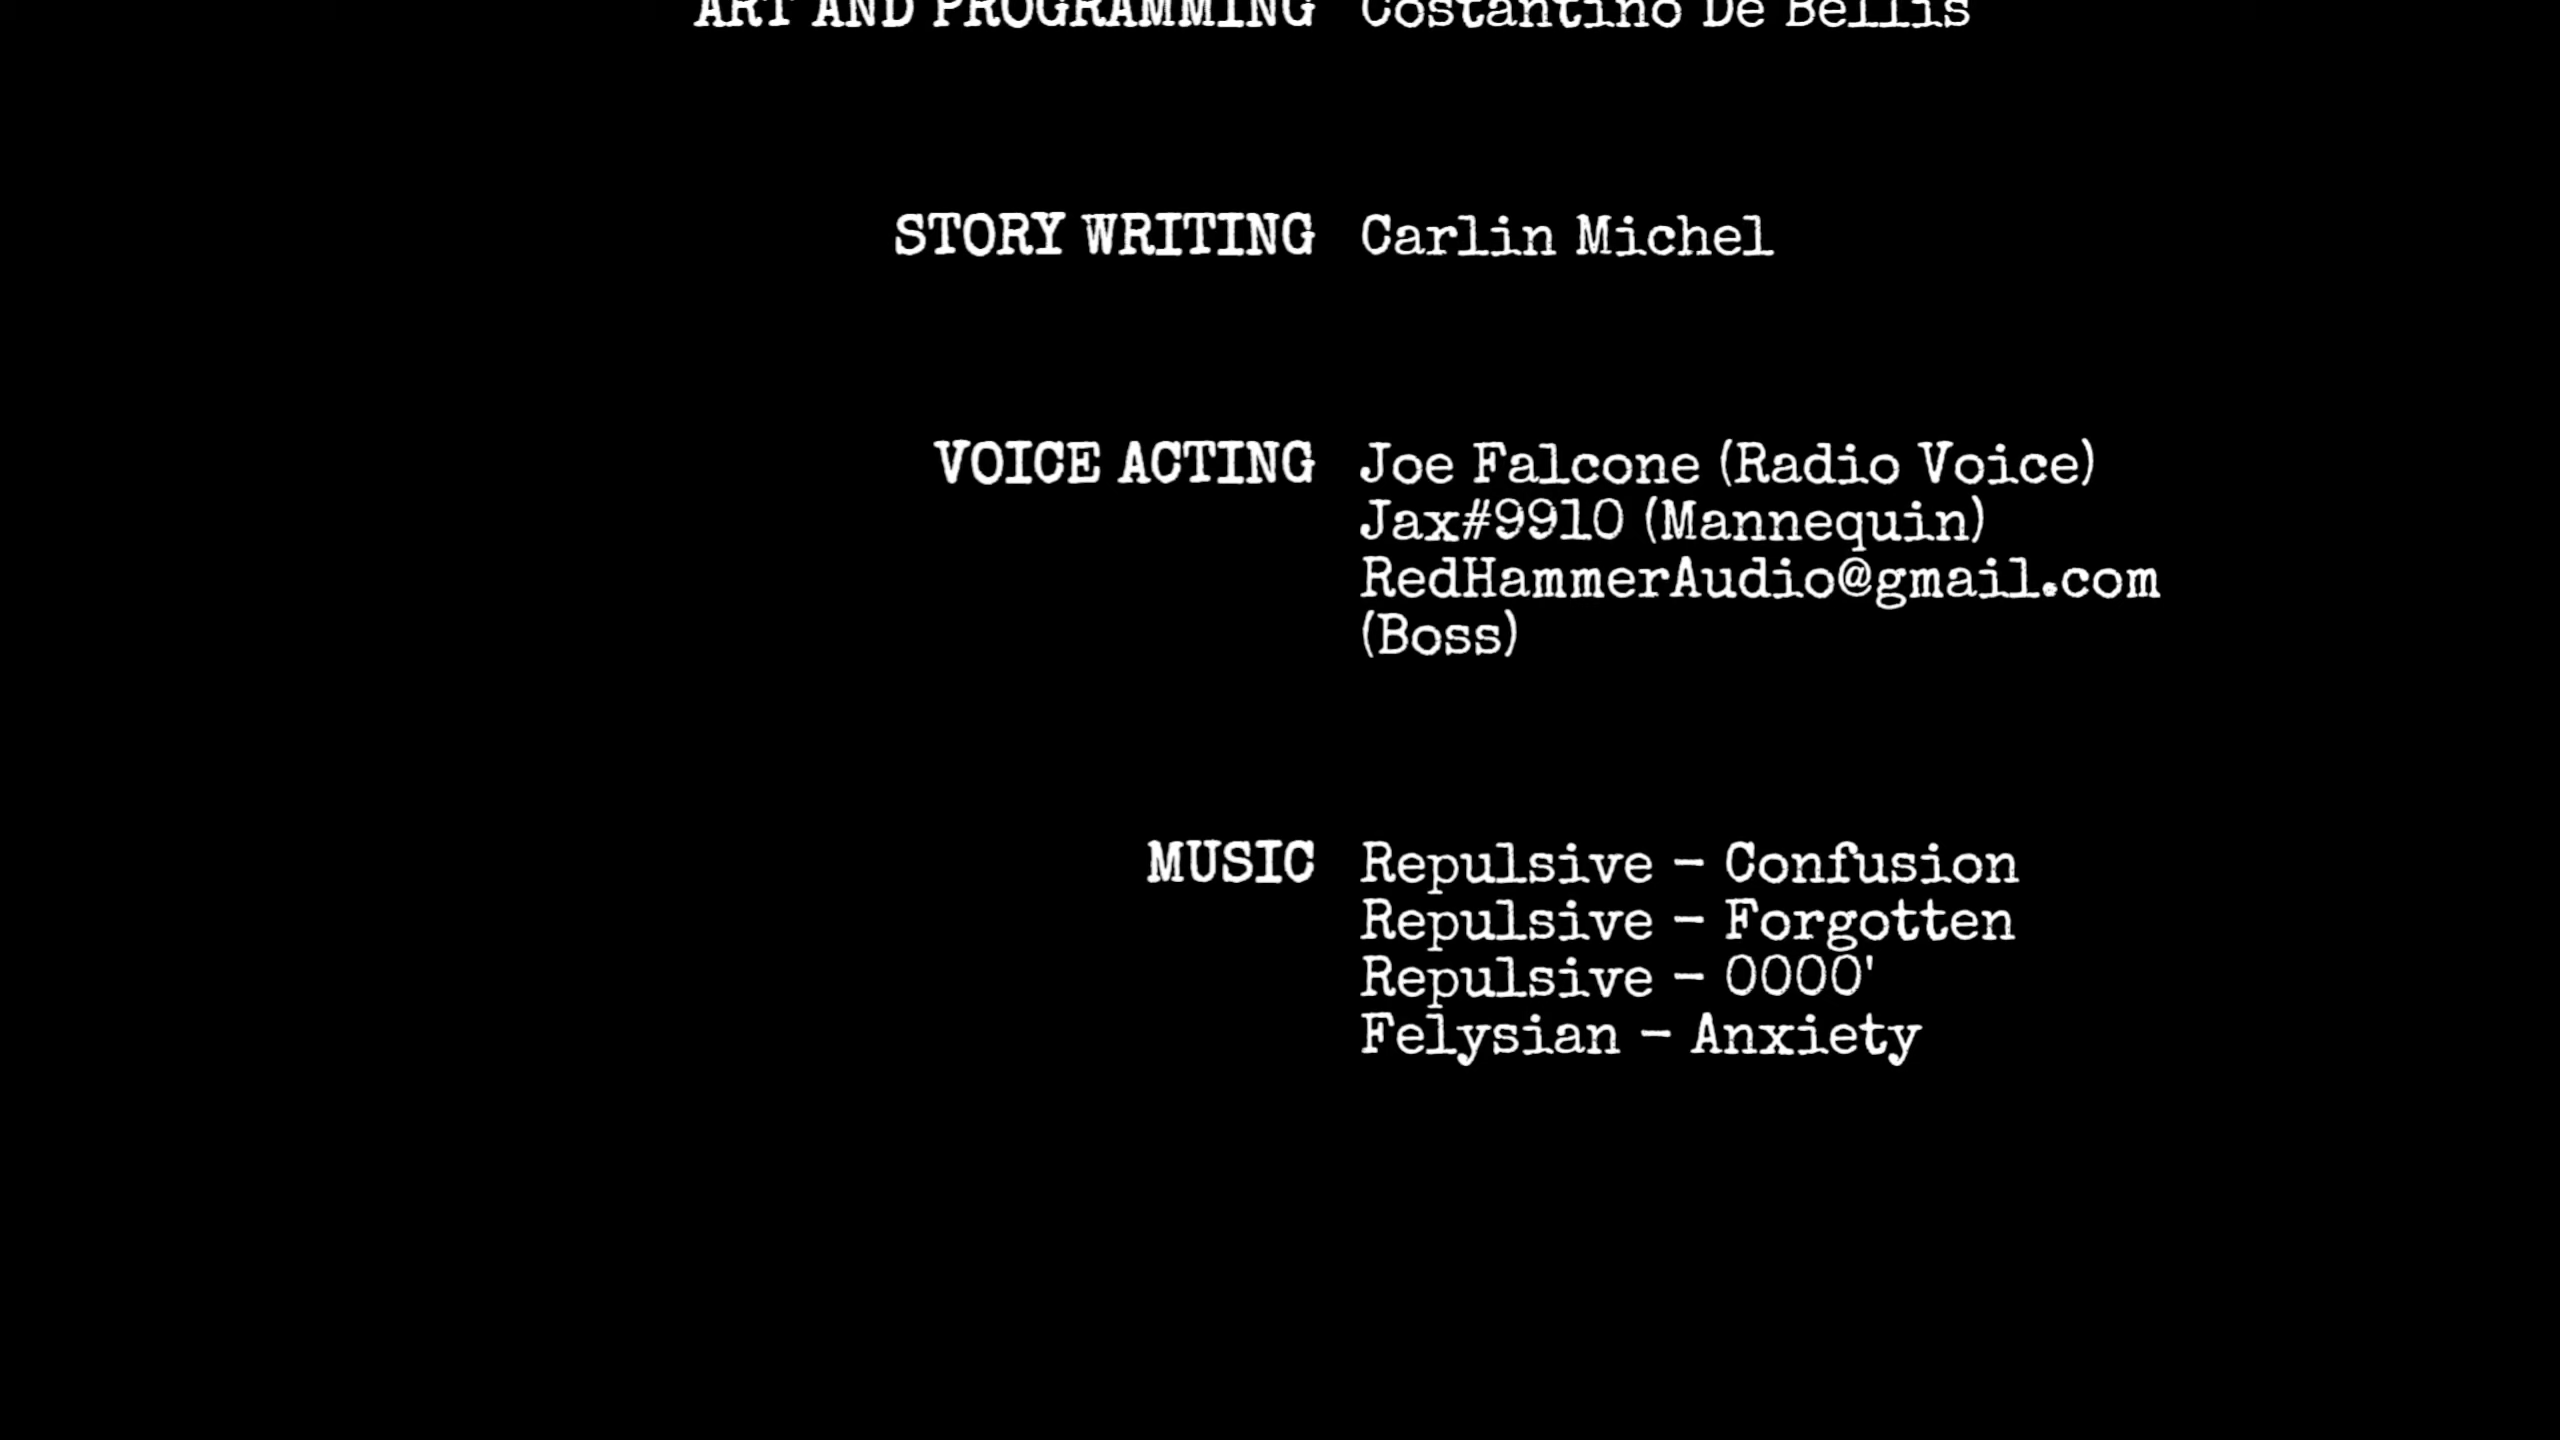 ART AND PROGRAMMING Costantino De Bellis
STORY WRITING Carlin Michel
VOICE ACTING Joe Falcone (Radio Voice)
Jax#9910 (Mannequin)
RedHammerAudio@gmail.com
(Boss)
MUSIC Repulsive - Confusion
Repulsive - Forgotten
Repulsive - 0000'
Felysian - Anxiety